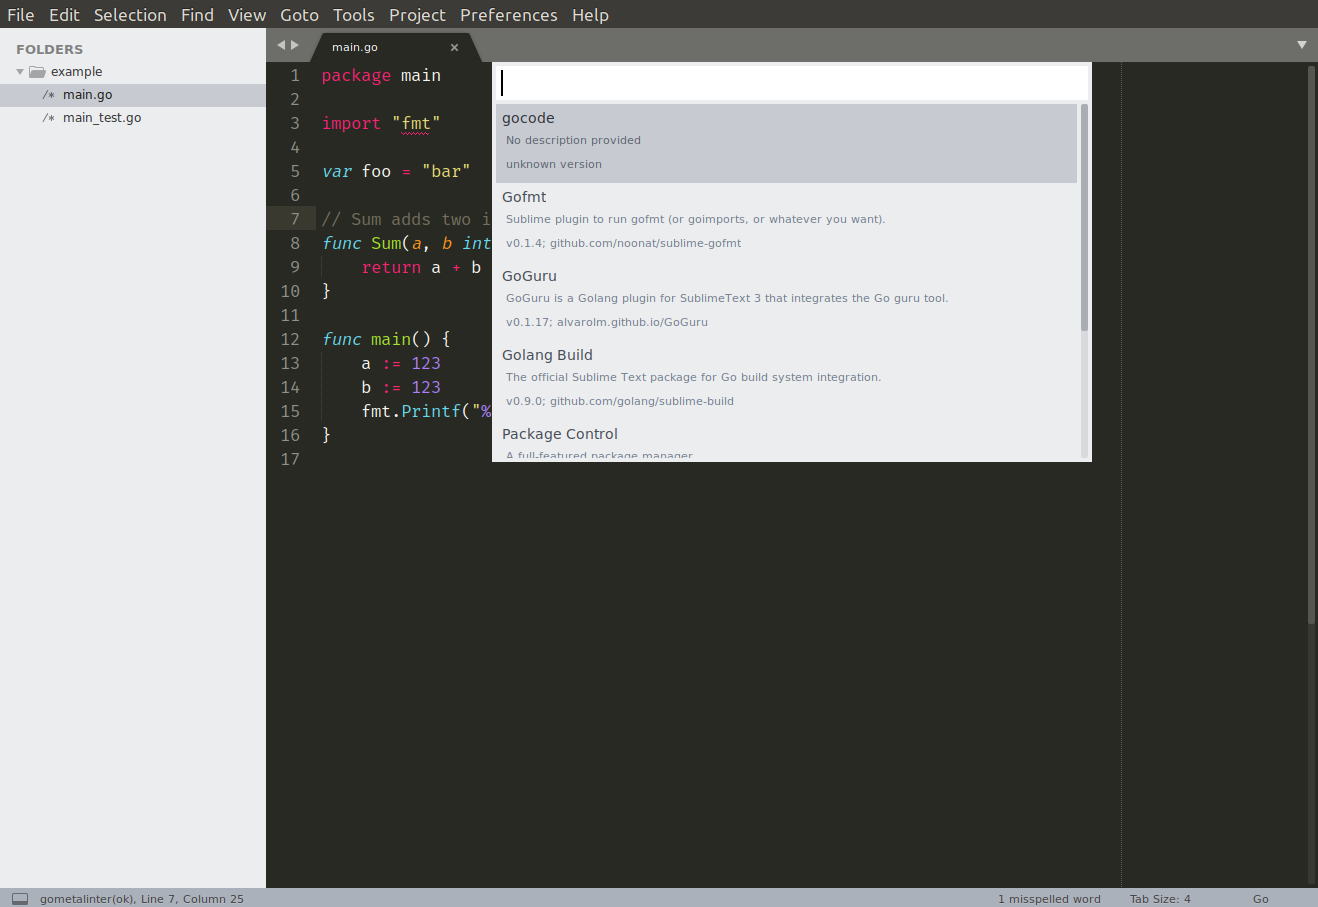 File Edit Selection Find View Goto Tools Project Preferences Help
FOLDERS
example
main.go
main_test.go
main.go ×
1 package main
2
3 import "fmt"
4
5 var foo = "bar"
6
7 // Sum adds two i
8 func Sum(a, b int
9 return a + b
10 }
11
12 func main() {
13 a := 123
14 b := 123
15 fmt.Printf("%
16 }
17
gocode
No description provided
unknown version
Gofmt
Sublime plugin to run gofmt (or goimports, or whatever you want).
v0.1.4; github.com/noonat/sublime-gofmt
GoGuru
GoGuru is a Golang plugin for SublimeText 3 that integrates the Go guru tool.
v0.1.17; alvarolm.github.io/GoGuru
Golang Build
The official Sublime Text package for Go build system integration.
v0.9.0; github.com/golang/sublime-build
Package Control
A full-featured package manager
gometalinter(ok), Line 7, Column 25
1 misspelled word
Tab Size: 4
Go